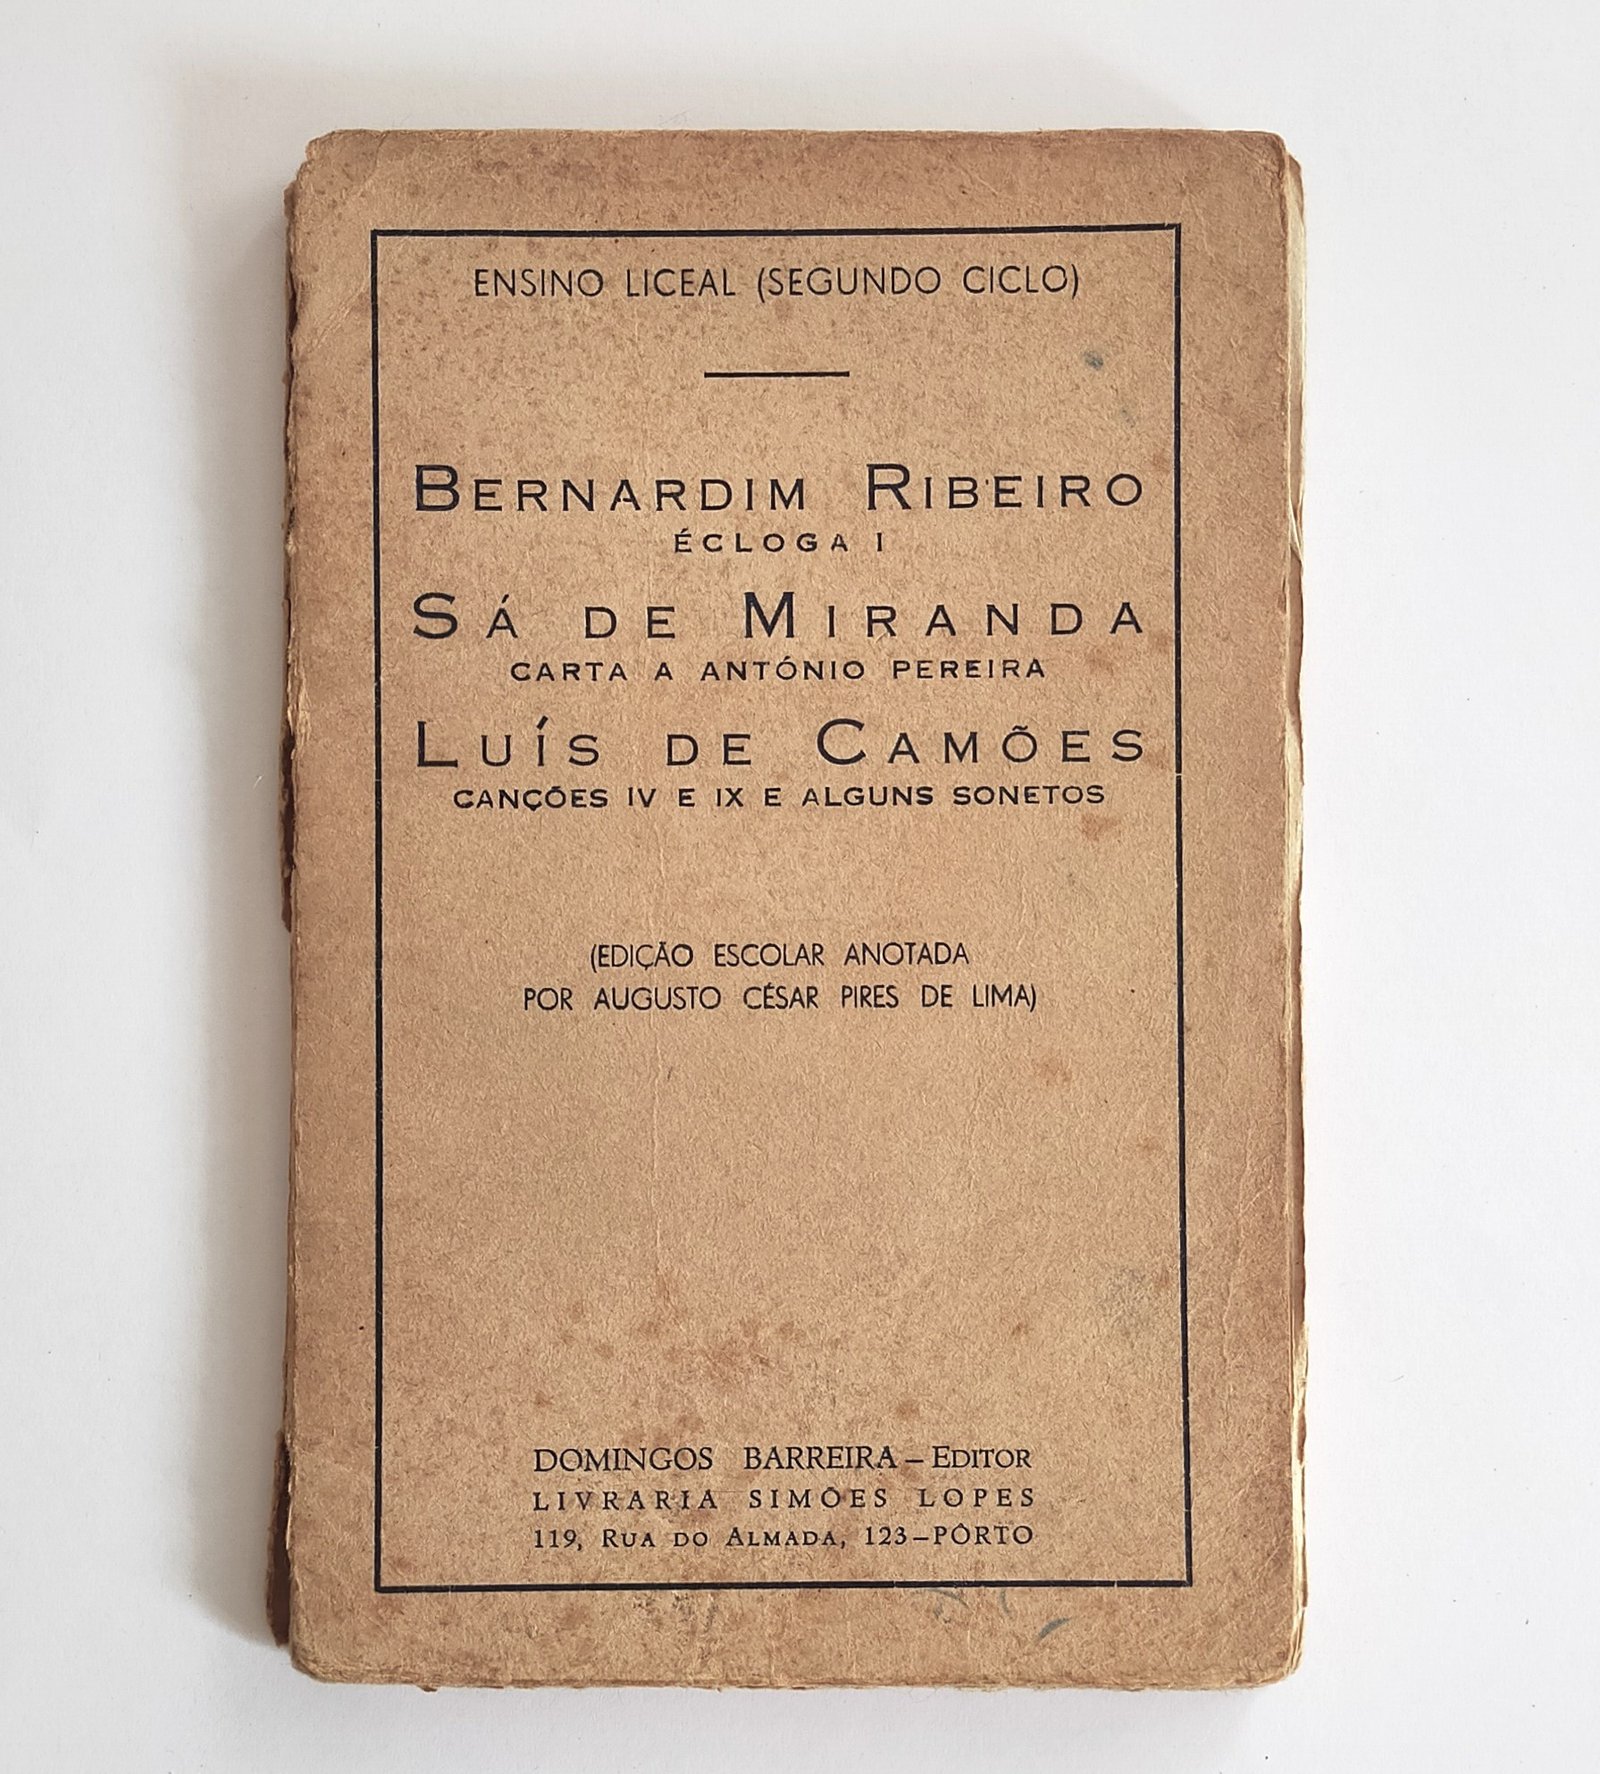 ENSINO LICEAL (SEGUNDO CICLO)
BERNARDIM RIBEIRO
ÉCLOGA I
SÁ DE MIRANDA
CARTA A ANTÓNIO PEREIRA
LUÍS DE CAMÕES
CANÇÕES IV E IX E ALGUNS SONETOS
(EDIÇÃO ESCOLAR ANOTADA
POR AUGUSTO CÉSAR PIRES DE LIMA)
DOMINGOS BARREIRA – EDITOR
LIVRARIA SIMÕES LOPES
119, RUA DO ALMADA, 123 – PÔRTO